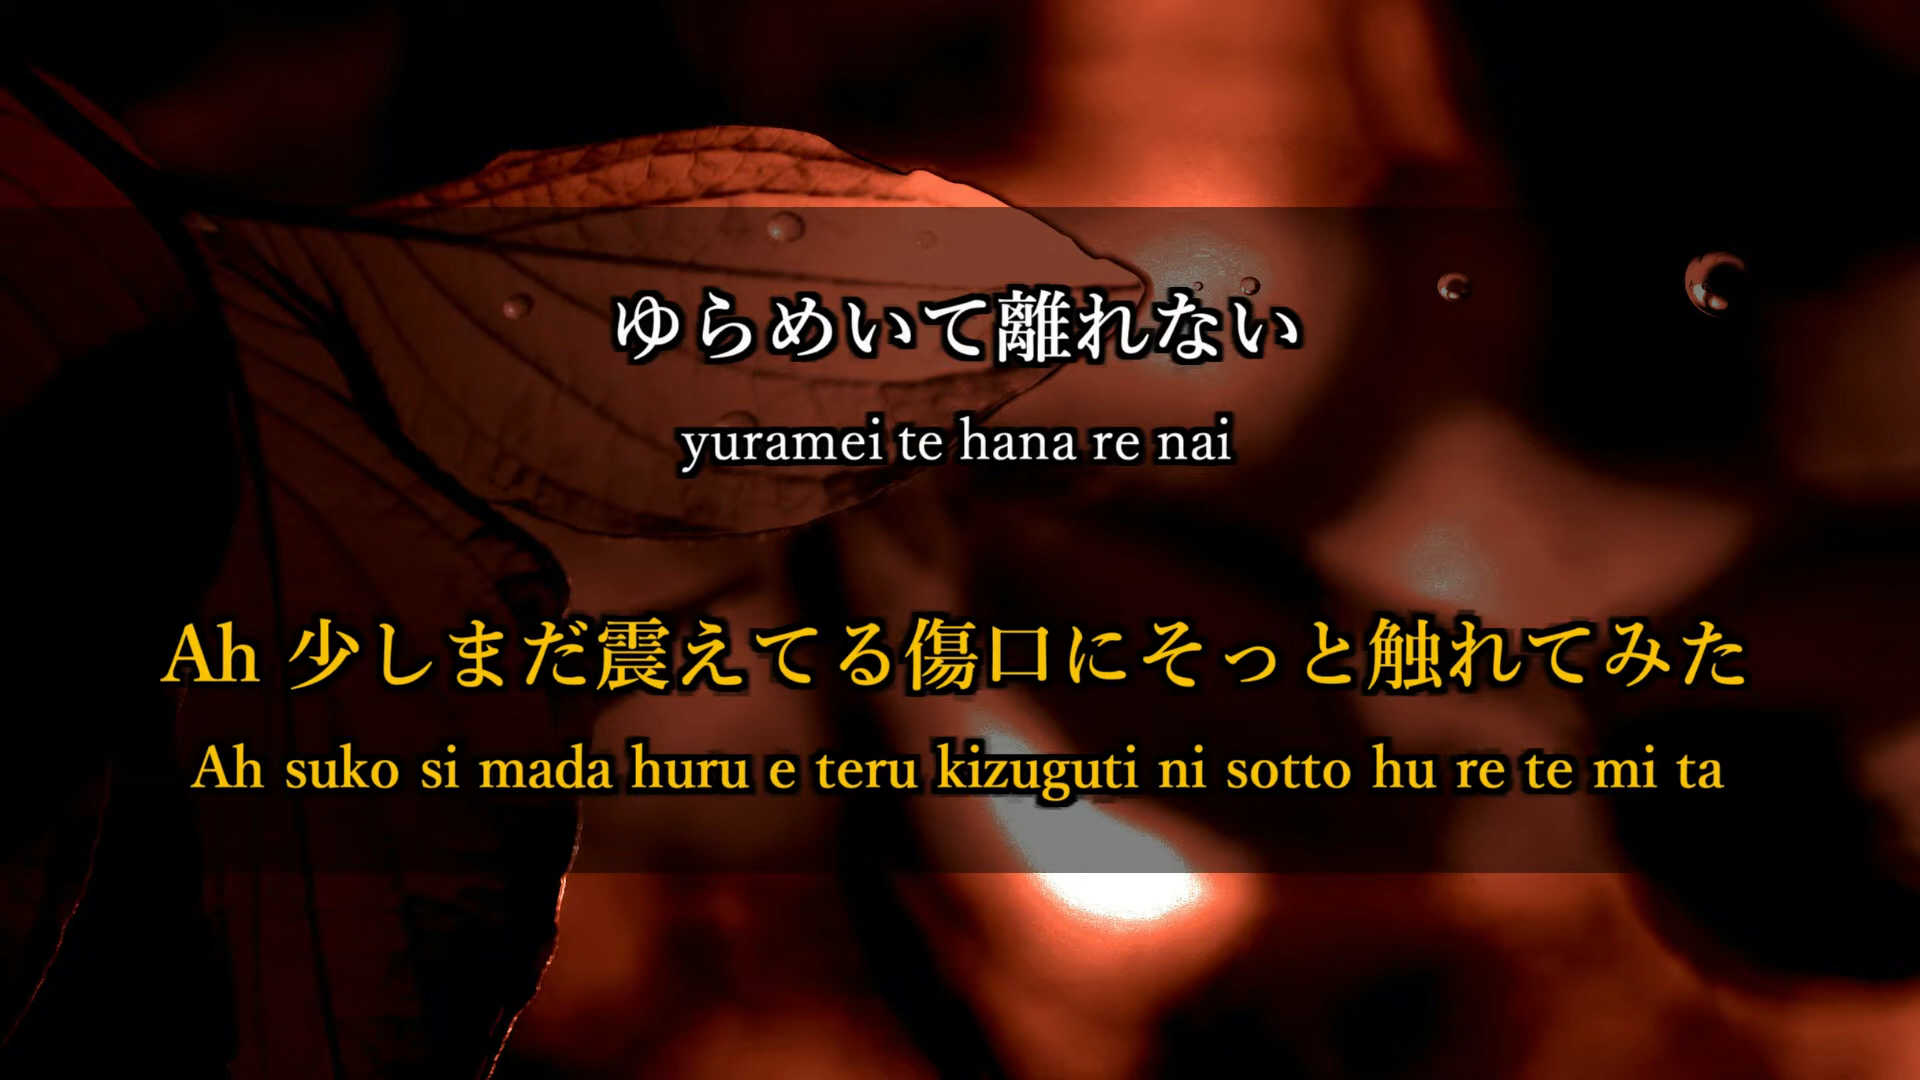 ゆらめいて離れない
yuramei te hana re nai
Ah 少しまだ震えてる傷口にそっと触れてみた
Ah suko si mada huru e teru kizuguti ni sotto hu re te mi ta